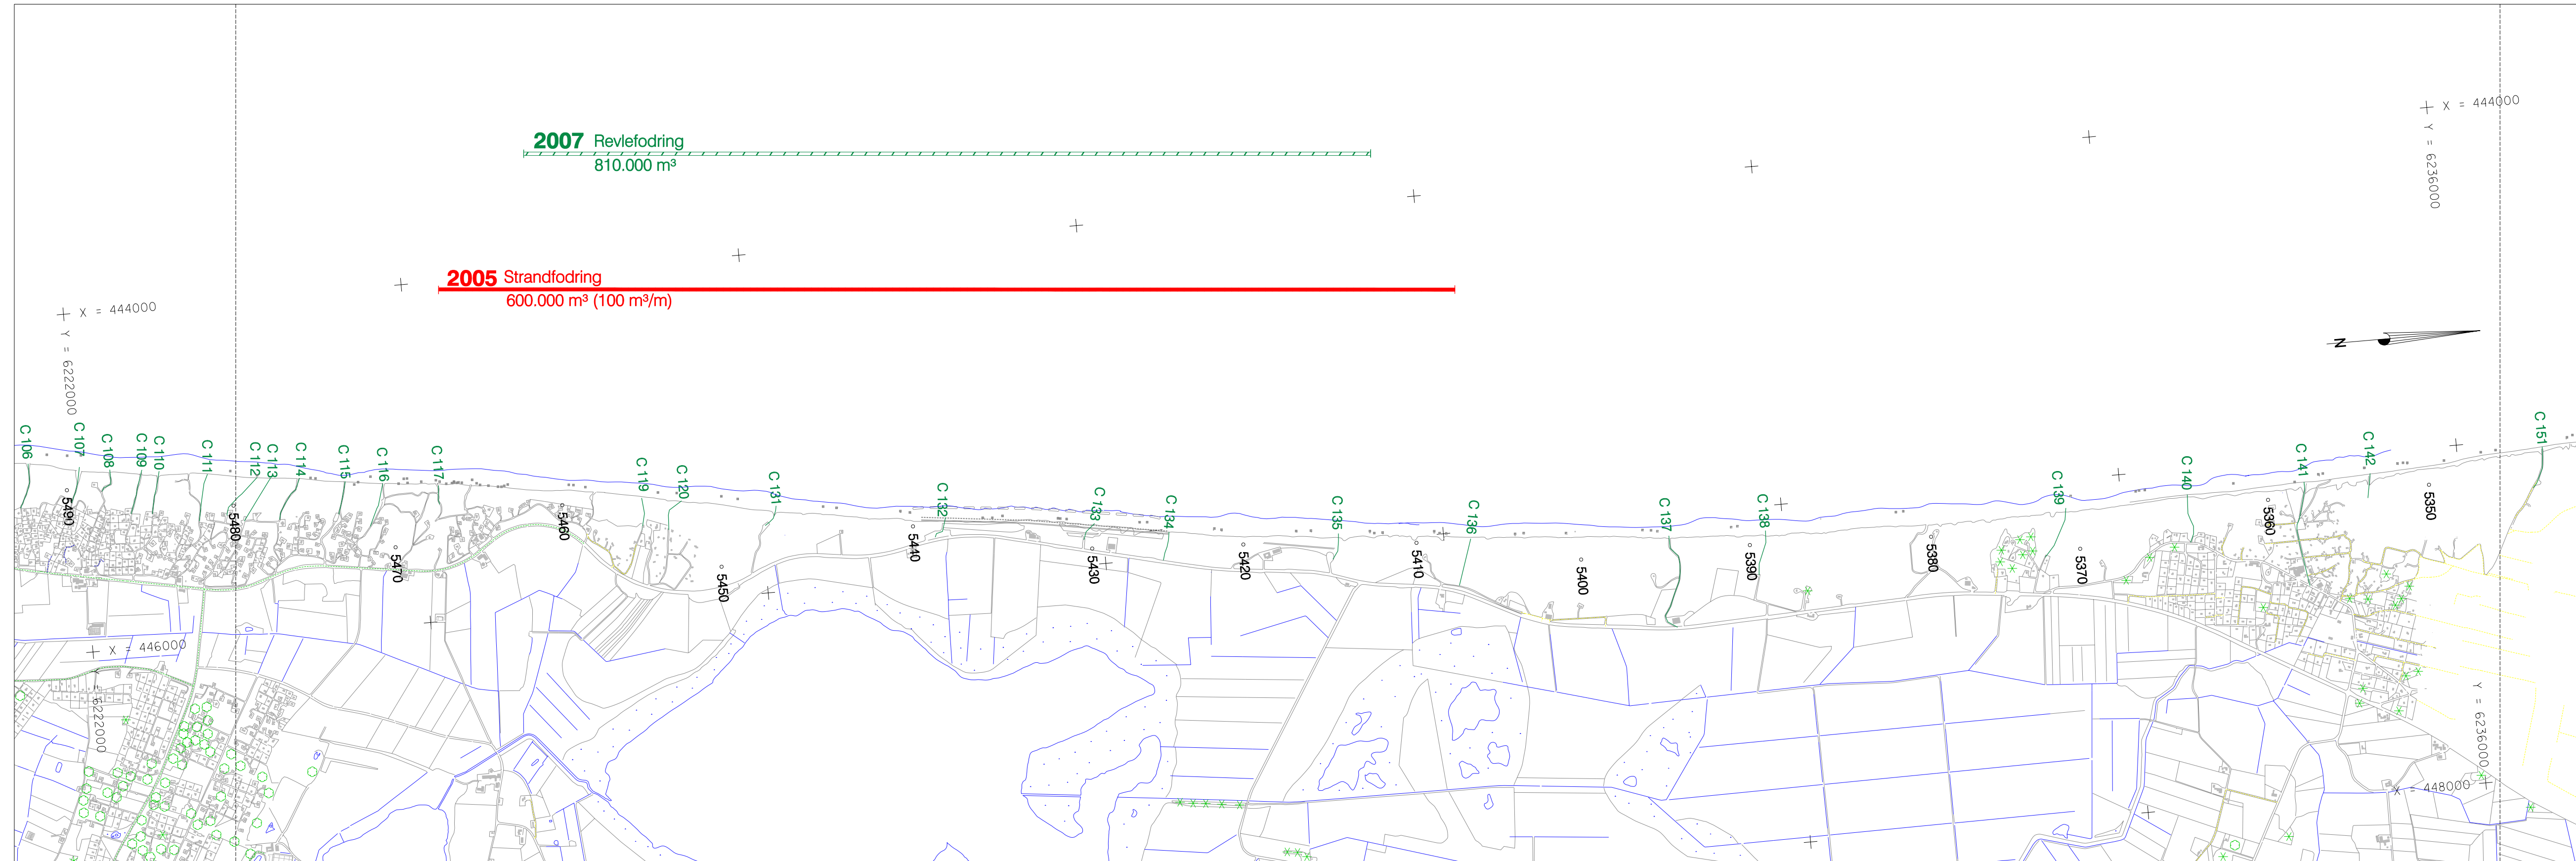 2007 Revlefodring
810.000 m³
2005 Strandfodring
600.000 m³ (100 m³/m)
X = 444000
Y = 6222000
X = 444000
Y = 6236000
N
C 106
C 107
C 108
C 109
C 110
C 111
C 112
C 113
C 114
C 115
C 116
C 117
C 119
C 120
C 131
C 132
C 133
C 134
C 135
C 136
C 137
C 138
C 139
C 140
C 141
C 142
C 151
5490
5480
5470
5460
5450
5440
5430
5420
5410
5400
5390
5380
5370
5360
5350
X = 446000
Y = 6222000
Y = 6236000
X = 448000